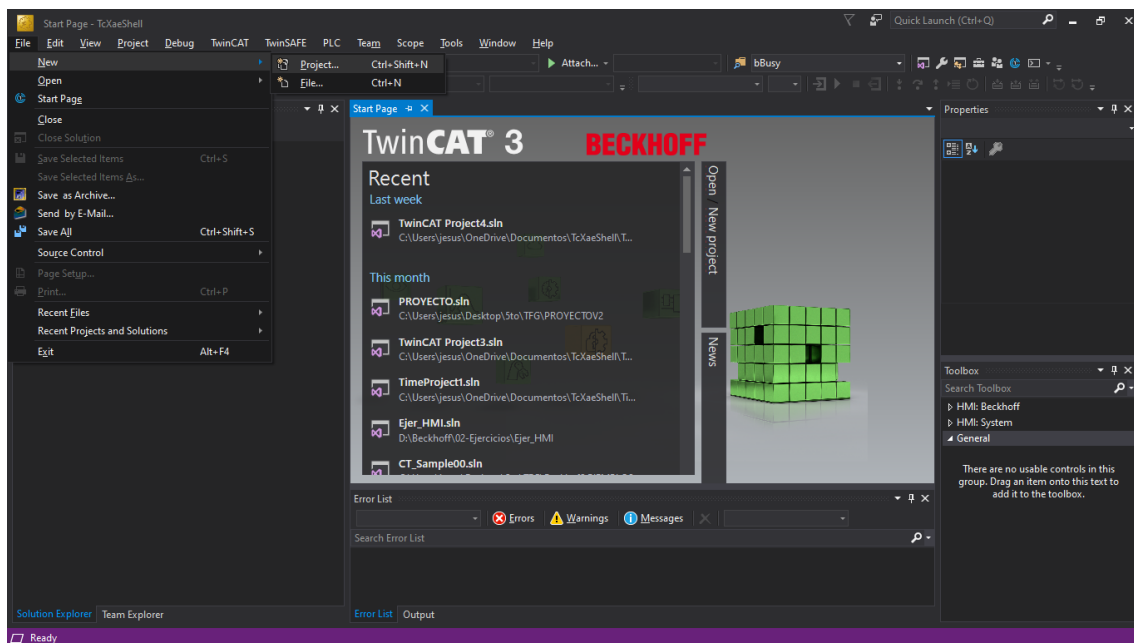 Start Page - TcXaeShell
Quick Launch (Ctrl+Q)
File Edit View Project Debug TwinCAT TwinSAFE PLC Team Scope Tools Window Help
New
Project... Ctrl+Shift+N
File... Ctrl+N
Attach...
bBusy
Open
Start Page
Close
Close Solution
Save Selected Items Ctrl+S
Save Selected Items As...
Save as Archive...
Send by E-Mail...
Save All Ctrl+Shift+S
Source Control
Page Setup...
Print... Ctrl+P
Recent Files
Recent Projects and Solutions
Exit Alt+F4
Solution Explorer Team Explorer
Start Page
TwinCAT® 3
BECKHOFF
Recent
Last week
TwinCAT Project4.sln
C:\Users\jesus\OneDrive\Documentos\TcXaeShell\T...
This month
PROYECTO.sln
C:\Users\jesus\Desktop\5to\TFG\PROYECTOV2
TwinCAT Project3.sln
C:\Users\jesus\OneDrive\Documentos\TcXaeShell\T...
TimeProject1.sln
C:\Users\jesus\OneDrive\Documentos\TcXaeShell\Ti...
Ejer_HMI.sln
D:\Beckhoff\02-Ejercicios\Ejer_HMI
CT_Sample00.sln
Open / New project
News
Error List
Errors Warnings Messages
Search Error List
Error List Output
Properties
Toolbox
Search Toolbox
HMI: Beckhoff
HMI: System
General
There are no usable controls in this
group. Drag an item onto this text to
add it to the toolbox.
Ready